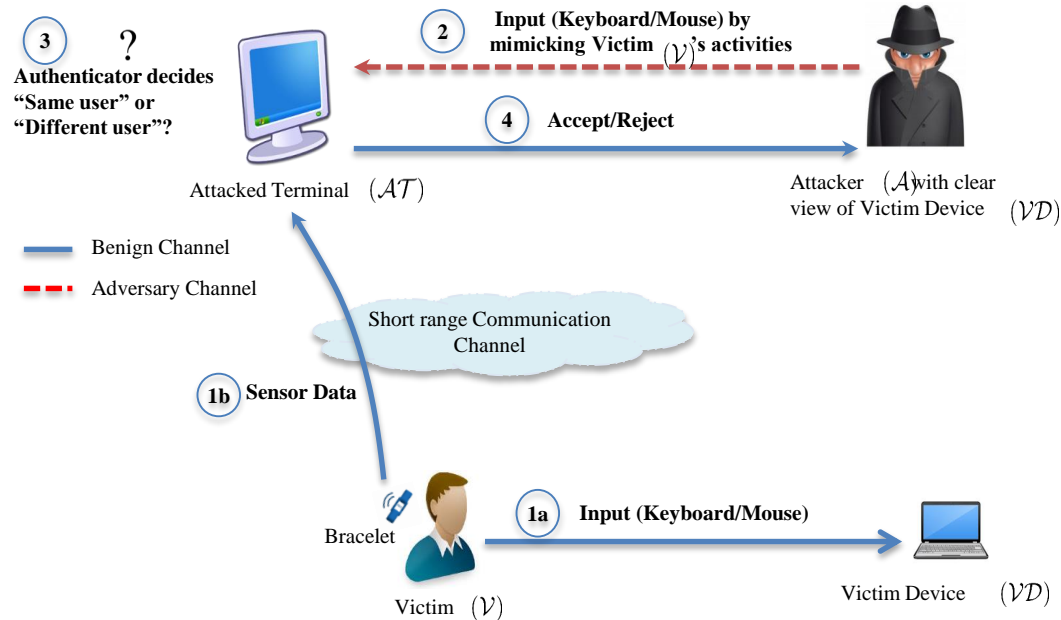 3
?
Authenticator decides
“Same user” or
“Different user”?
2
Input (Keyboard/Mouse) by
mimicking Victim (𝒱)’s activities
4
Accept/Reject
Attacked Terminal (𝒜𝒯)
Attacker (𝒜) with clear
view of Victim Device (𝒱𝒟)
Benign Channel
Adversary Channel
Short range Communication
Channel
1b
Sensor Data
Bracelet
1a
Input (Keyboard/Mouse)
Victim (𝒱)
Victim Device (𝒱𝒟)